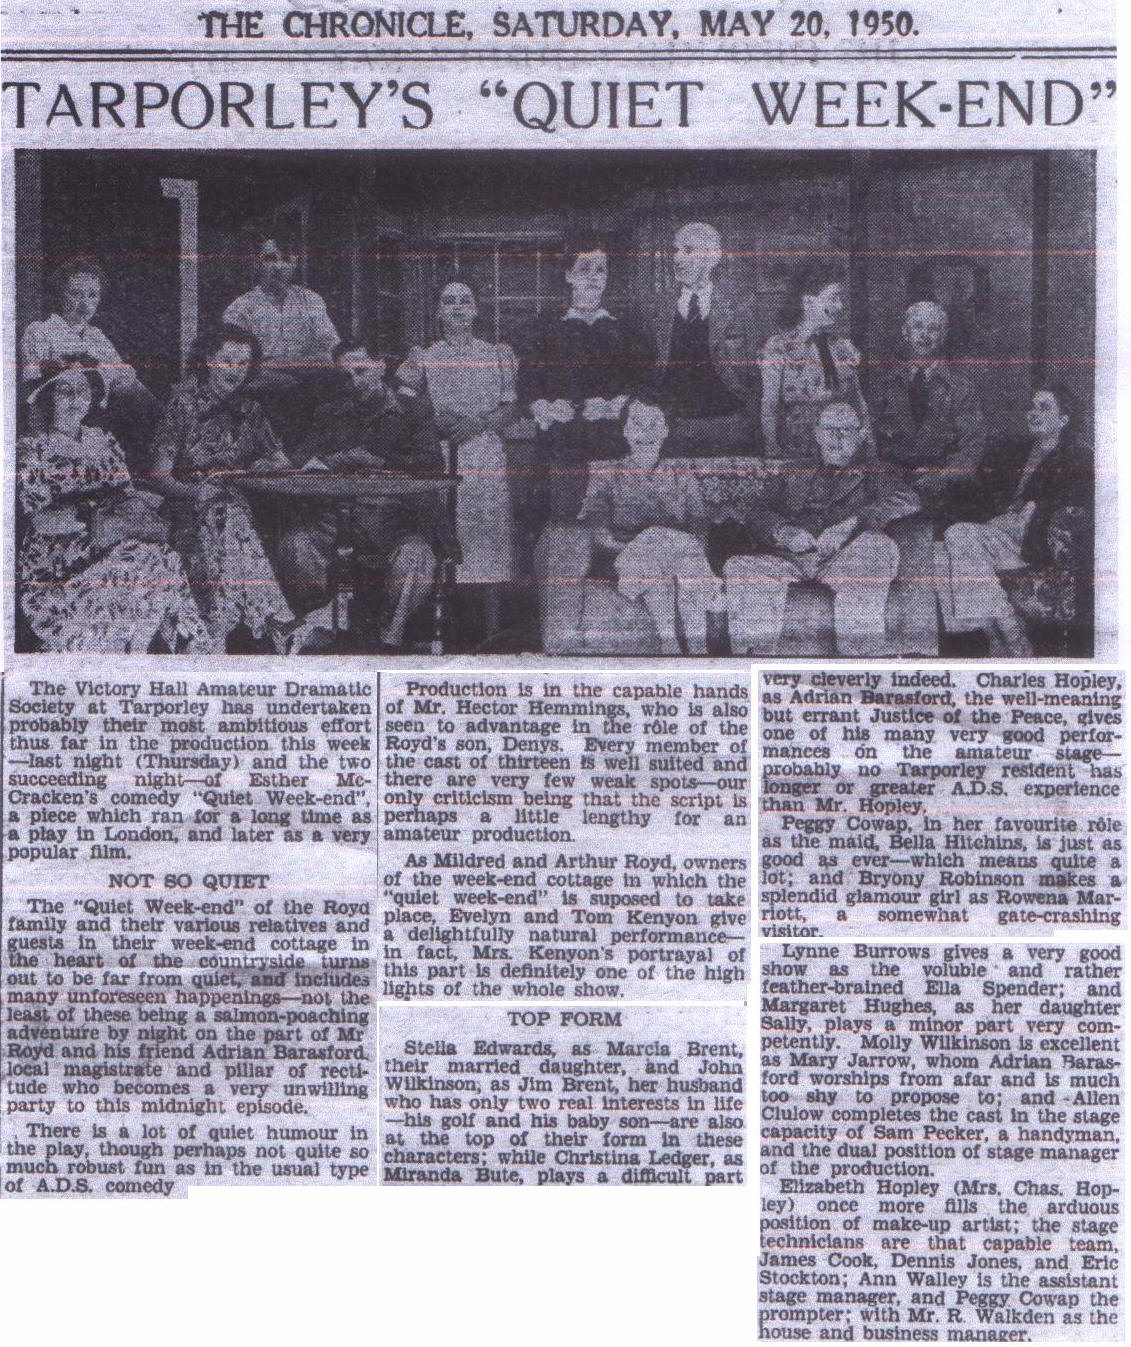 THE CHRONICLE, SATURDAY, MAY 20, 1950.
TARPORLEY'S "QUIET WEEK-END"
The Victory Hall Amateur Dramatic
Society at Tarporley has undertaken
probably their most ambitious effort
thus far in the production this week
—last night (Thursday) and the two
succeeding night—of Esther Mc-
Cracken's comedy "Quiet Week-end",
a piece which ran for a long time as
a play in London, and later as a very
popular film.
NOT SO QUIET
The "Quiet Week-end" of the Royd
family and their various relatives and
guests in their week-end cottage in
the heart of the countryside turns
out to be far from quiet, and includes
many unforeseen happenings—not the
least of these being a salmon-poaching
adventure by night on the part of Mr
Royd and his friend Adrian Barasford,
local magistrate and pillar of recti-
tude who becomes a very unwilling
party to this midnight episode.
There is a lot of quiet humour in
the play, though perhaps not quite so
much robust fun as in the usual type
of A.D.S. comedy
Production is in the capable hands
of Mr. Hector Hemmings, who is also
seen to advantage in the rôle of the
Royd's son, Denys. Every member of
the cast of thirteen is well suited and
there are very few weak spots—our
only criticism being that the script is
perhaps a little lengthy for an
amateur production.
As Mildred and Arthur Royd, owners
of the week-end cottage in which the
"quiet week-end" is suposed to take
place, Evelyn and Tom Kenyon give
a delightfully natural performance—
in fact, Mrs. Kenyon's portrayal of
this part is definitely one of the high
lights of the whole show.
TOP FORM
Stella Edwards, as Marcia Brent,
their married daughter, and John
Wilkinson, as Jim Brent, her husband
who has only two real interests in life
—his golf and his baby son—are also
at the top of their form in these
characters; while Christina Ledger, as
Miranda Bute, plays a difficult part
very cleverly indeed. Charles Hopley,
as Adrian Barasford, the well-meaning
but errant Justice of the Peace, gives
one of his many very good perfor-
mances on the amateur stage—
probably no Tarporley resident has
longer or greater A.D.S. experience
than Mr. Hopley.
Peggy Cowap, in her favourite rôle
as the maid, Bella Hitchins, is just as
good as ever—which means quite a
lot; and Bryony Robinson makes a
splendid glamour girl as Rowena Mar-
riott, a somewhat gate-crashing
visitor.
Lynne Burrows gives a very good
show as the voluble and rather
feather-brained Ella Spender; and
Margaret Hughes, as her daughter
Sally, plays a minor part very com-
petently. Molly Wilkinson is excellent
as Mary Jarrow, whom Adrian Baras-
ford worships from afar and is much
too shy to propose to; and Allen
Clulow completes the cast in the stage
capacity of Sam Pecker, a handyman,
and the dual position of stage manager
of the production.
Elizabeth Hopley (Mrs. Chas. Hop-
ley) once more fills the arduous
position of make-up artist; the stage
technicians are that capable team,
James Cook, Dennis Jones, and Eric
Stockton; Ann Walley is the assistant
stage manager, and Peggy Cowap the
prompter; with Mr. R. Walkden as the
house and business manager.